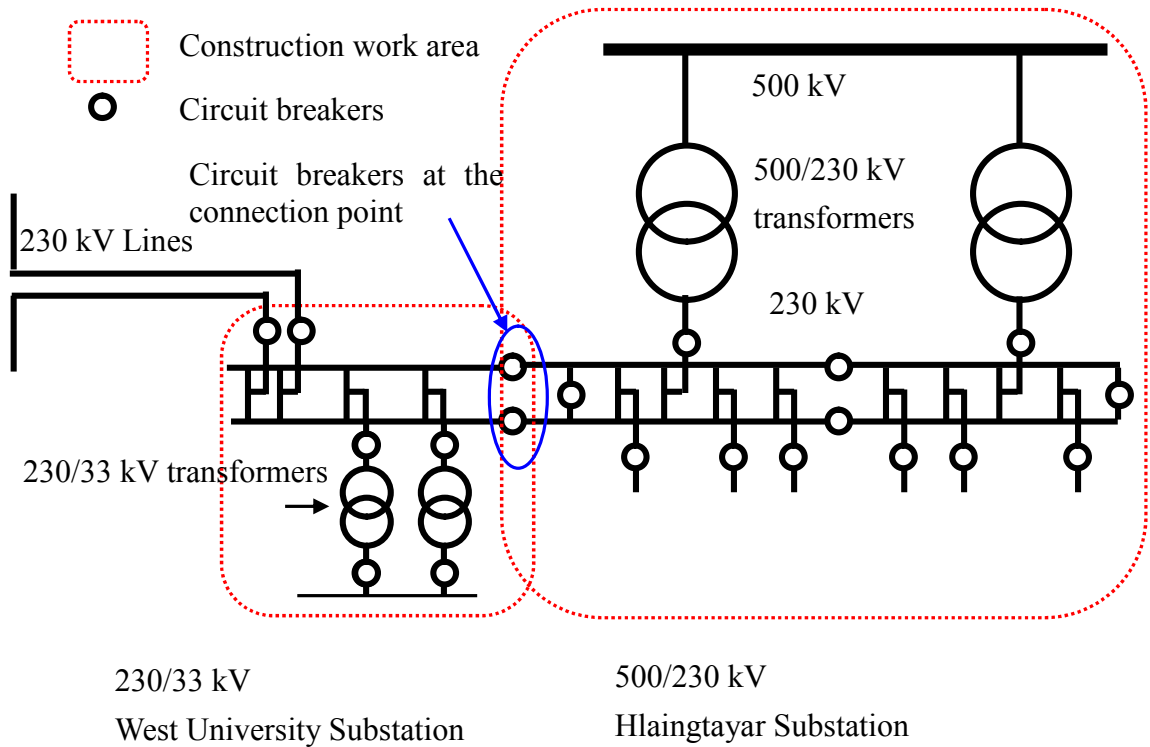 Construction work area
Circuit breakers
Circuit breakers at the
connection point
500 kV
500/230 kV
transformers
230 kV Lines
230 kV
230/33 kV transformers
230/33 kV
West University Substation
500/230 kV
Hlaingtayar Substation